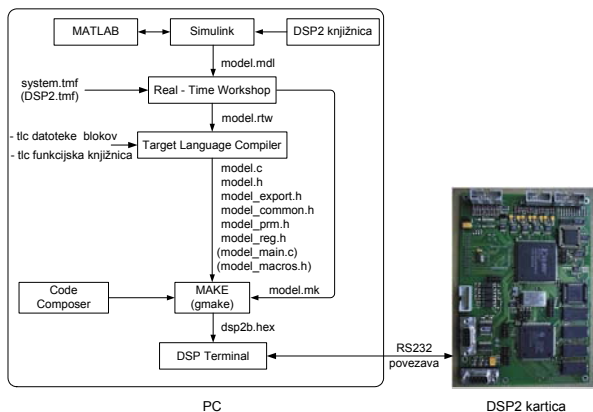 MATLAB
Simulink
DSP2 knjižnica
model.mdl
system.tmf
(DSP2.tmf)
Real - Time Workshop
model.rtw
- tlc datoteke blokov
- tlc funkcijska knjižnica
Target Language Compiler
model.c
model.h
model_export.h
model_common.h
model_prm.h
model_reg.h
(model_main.c)
(model_macros.h)
Code
Composer
MAKE
(gmake)
model.mk
dsp2b.hex
DSP Terminal
RS232
povezava
PC
DSP2 kartica